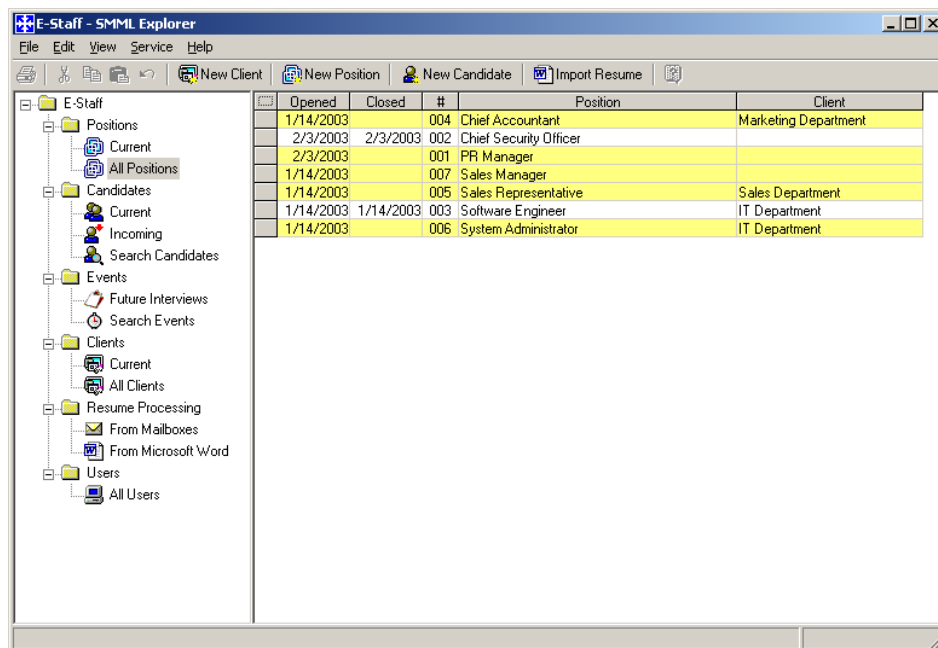 E-Staff - SMML Explorer
File Edit View Service Help
New Client New Position New Candidate Import Resume
E-Staff
Positions
Current
All Positions
Candidates
Current
Incoming
Search Candidates
Events
Future Interviews
Search Events
Clients
Current
All Clients
Resume Processing
From Mailboxes
From Microsoft Word
Users
All Users
Opened Closed # Position Client
1/14/2003 004 Chief Accountant Marketing Department
2/3/2003 2/3/2003 002 Chief Security Officer
2/3/2003 001 PR Manager
1/14/2003 007 Sales Manager
1/14/2003 005 Sales Representative Sales Department
1/14/2003 1/14/2003 003 Software Engineer IT Department
1/14/2003 006 System Administrator IT Department